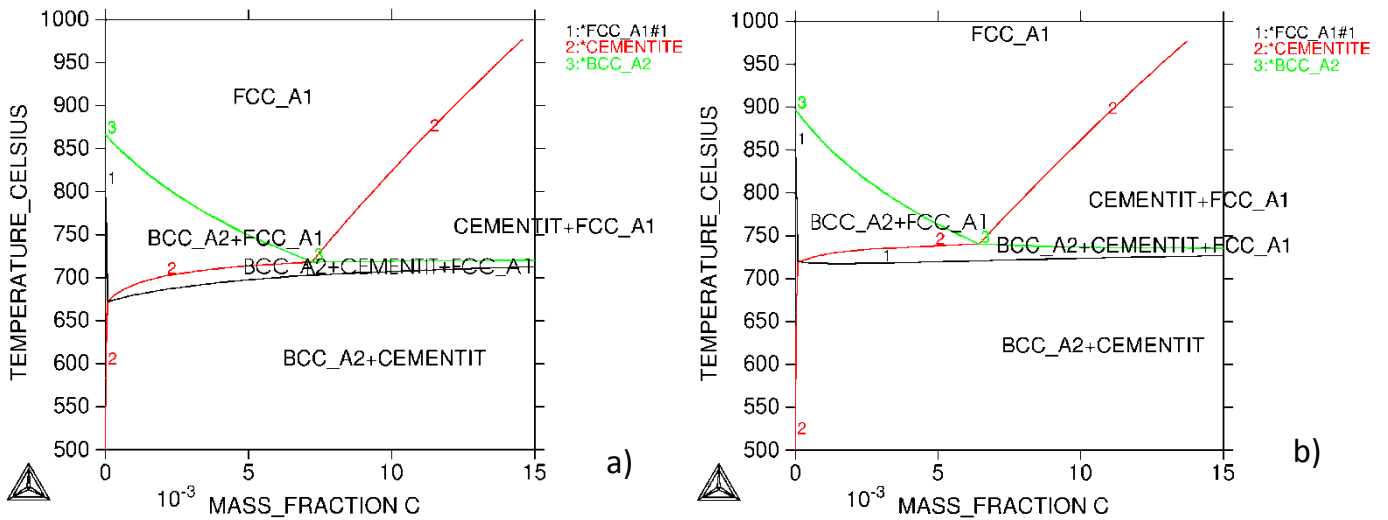 1000
950
900
850
800
750
700
650
600
550
500
TEMPERATURE_CELSIUS
0
5
10
15
10-3 MASS_FRACTION C
FCC_A1
BCC_A2+FCC_A1
CEMENTIT+FCC_A1
BCC_A2+CEMENTIT+FCC_A1
BCC_A2+CEMENTIT
3
1
2
2
3
2
1:*FCC_A1#1
2:*CEMENTITE
3:*BCC_A2
a)
1000
950
900
850
800
750
700
650
600
550
500
TEMPERATURE_CELSIUS
0
5
10
15
10-3 MASS_FRACTION C
FCC_A1
CEMENTIT+FCC_A1
BCC_A2+FCC_A1
BCC_A2+CEMENTIT+FCC_A1
BCC_A2+CEMENTIT
3
2
1
2
3
1
2
1:*FCC_A1#1
2:*CEMENTITE
3:*BCC_A2
b)